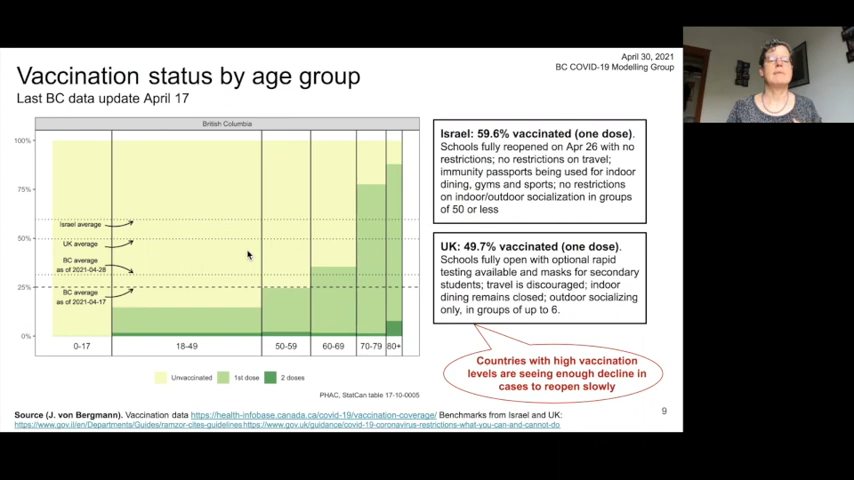 April 30, 2021
BC COVID-19 Modelling Group
Vaccination status by age group
Last BC data update April 17
British Columbia
100%
75%
50%
25%
0%
Israel average
UK average
BC average
as of 2021-04-28
BC average
as of 2021-04-17
0-17
18-49
50-59
60-69
70-79
80+
Unvaccinated
1st dose
2 doses
PHAC, StatCan table 17-10-0005
Israel: 59.6% vaccinated (one dose).
Schools fully reopened on Apr 26 with no
restrictions; no restrictions on travel;
immunity passports being used for indoor
dining, gyms and sports; no restrictions
on indoor/outdoor socialization in groups
of 50 or less
UK: 49.7% vaccinated (one dose).
Schools fully open with optional rapid
testing available and masks for secondary
students; travel is discouraged; indoor
dining remains closed; outdoor socializing
only, in groups of up to 6.
Countries with high vaccination
levels are seeing enough decline in
cases to reopen slowly
9
Source (J. von Bergmann). Vaccination data https://health-infobase.canada.ca/covid-19/vaccination-coverage/ Benchmarks from Israel and UK:
https://www.gov.il/en/Departments/Guides/ramzor-cites-guidelineshttps://www.gov.uk/guidance/covid-19-coronavirus-restrictions-what-you-can-and-cannot-do